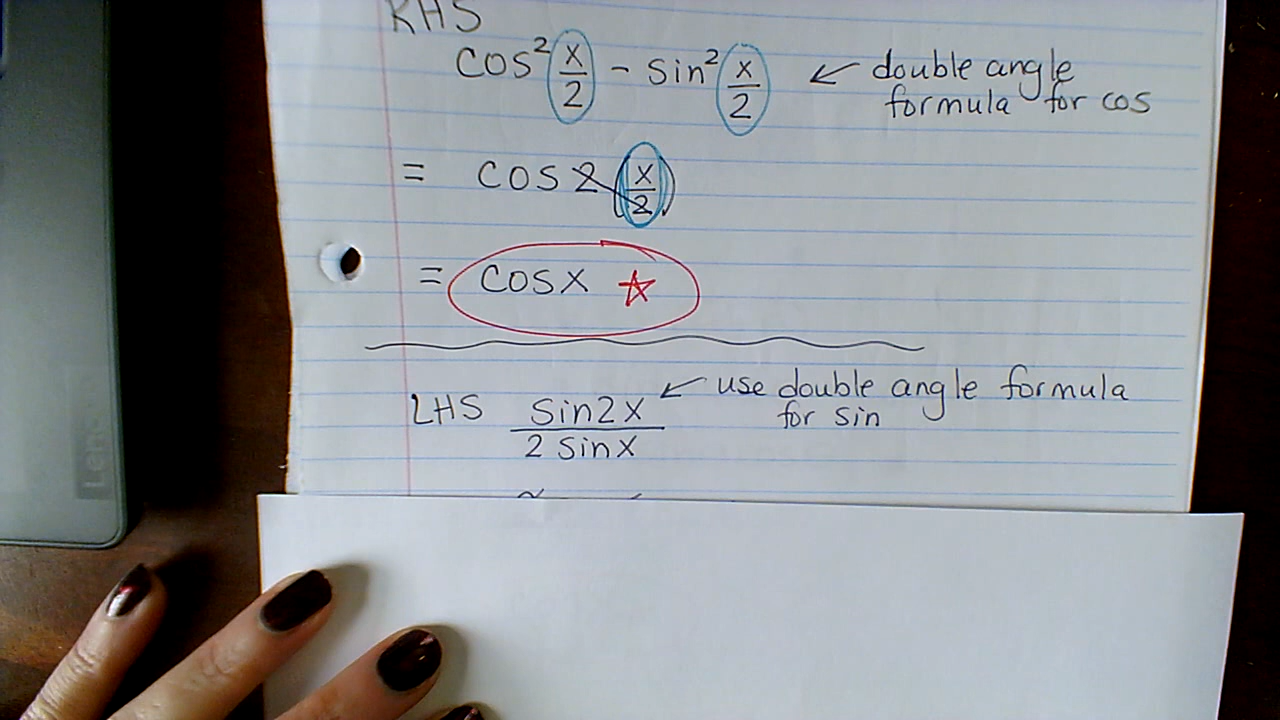 RHS
cos² x/2 - sin² x/2 ← double angle
formula for cos
= cos 2 (x/2)
= cosx ☆
LHS sin2x / 2 sinx ← use double angle formula
for sin